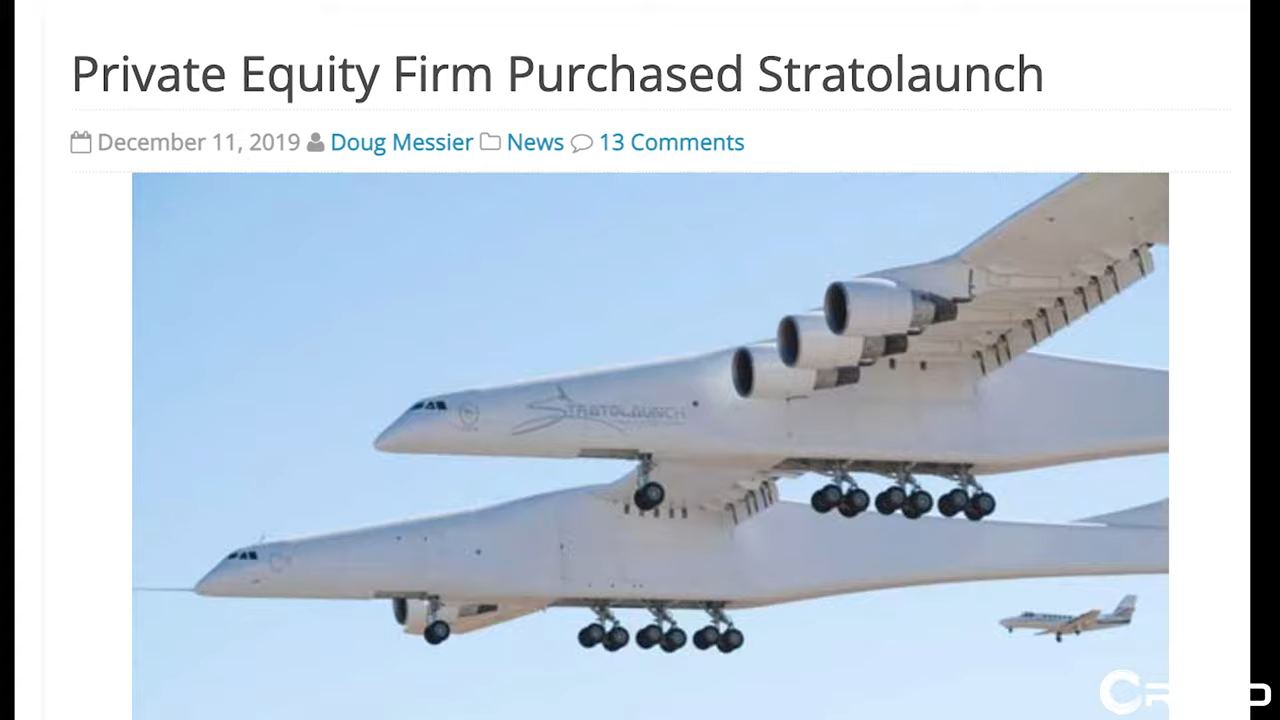 Private Equity Firm Purchased Stratolaunch
December 11, 2019 Doug Messier News 13 Comments
STRATOLAUNCH